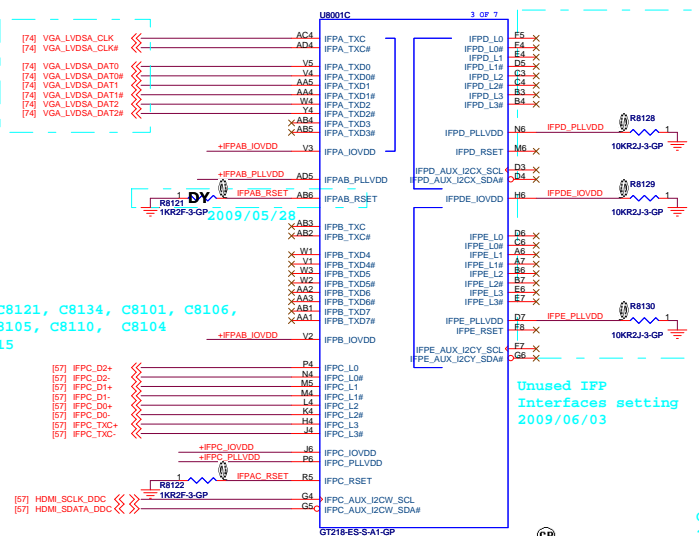 U8001C
3 OF 7
[74] VGA_LVDSA_CLK
[74] VGA_LVDSA_CLK#
[74] VGA_LVDSA_DAT0
[74] VGA_LVDSA_DAT0#
[74] VGA_LVDSA_DAT1
[74] VGA_LVDSA_DAT1#
[74] VGA_LVDSA_DAT2
[74] VGA_LVDSA_DAT2#
AC4 IFPA_TXC
AD4 IFPA_TXC#
V5 IFPA_TXD0
V4 IFPA_TXD0#
AA5 IFPA_TXD1
AA4 IFPA_TXD1#
W4 IFPA_TXD2
Y4 IFPA_TXD2#
AB4 IFPA_TXD3
AB5 IFPA_TXD3#
+IFPAB_IOVDD V3 IFPA_IOVDD
+IFPAB_PLLVDD AD5 IFPAB_PLLVDD
IFPAB_RSET AB6 IFPAB_RSET
1 DY
R8121
1KR2F-3-GP
2009/05/28
AB3 IFPB_TXC
AB2 IFPB_TXC#
W1 IFPB_TXD4
V1 IFPB_TXD4#
W3 IFPB_TXD5
W2 IFPB_TXD5#
AA2 IFPB_TXD6
AA3 IFPB_TXD6#
AB1 IFPB_TXD7
AA1 IFPB_TXD7#
C8121, C8134, C8101, C8106,
8105, C8110, C8104
15
+IFPAB_IOVDD V2 IFPB_IOVDD
[57] IFPC_D2+ P4 IFPC_L0
[57] IFPC_D2- N4 IFPC_L0#
[57] IFPC_D1+ M5 IFPC_L1
[57] IFPC_D1- M4 IFPC_L1#
[57] IFPC_D0+ L4 IFPC_L2
[57] IFPC_D0- K4 IFPC_L2#
[57] IFPC_TXC+ H4 IFPC_L3
[57] IFPC_TXC- J4 IFPC_L3#
+IFPC_IOVDD J6 IFPC_IOVDD
+IFPC_PLLVDD P6 IFPC_PLLVDD
1 IFPAC_RSET R5 IFPC_RSET
R8122
1KR2F-3-GP
[57] HDMI_SCLK_DDC G4 IFPC_AUX_I2CW_SCL
[57] HDMI_SDATA_DDC G5 IFPC_AUX_I2CW_SDA#
GT218-ES-S-A1-GP
IFPD_L0 F5
IFPD_L0# F4
IFPD_L1 E4
IFPD_L1# D5
IFPD_L2 C3
IFPD_L2# C4
IFPD_L3 B3
IFPD_L3# B4
IFPD_PLLVDD N6 IFPD_PLLVDD R8128 1
10KR2J-3-GP
IFPD_RSET M6
IFPD_AUX_I2CX_SCL D3
IFPD_AUX_I2CX_SDA# D4
IFPDE_IOVDD H6 IFPDE_IOVDD R8129 1
10KR2J-3-GP
IFPE_L0 D6
IFPE_L0# C6
IFPE_L1 A6
IFPE_L1# A7
IFPE_L2 B6
IFPE_L2# B7
IFPE_L3 E6
IFPE_L3# E7
IFPE_PLLVDD D7 IFPE_PLLVDD R8130 1
10KR2J-3-GP
IFPE_RSET F8
IFPE_AUX_I2CY_SCL F7
IFPE_AUX_I2CY_SDA# G6
Unused IFP
Interfaces setting
2009/06/03